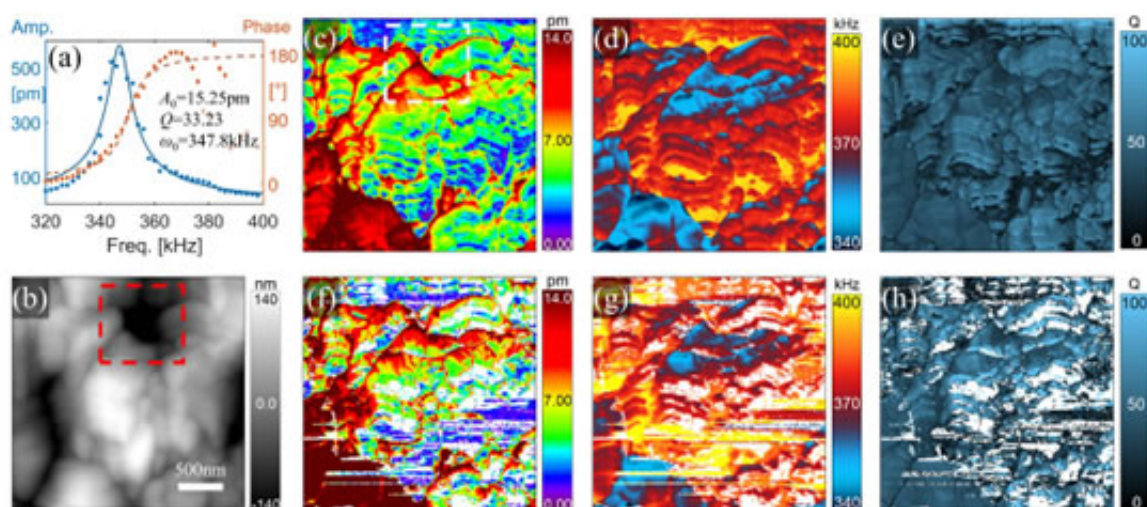 Amp.
Phase
(a)
500
[pm]
300
100
180
[°]
90
0
A₀=15.25pm
Q=33.23
ω₀=347.8kHz
320 340 360 380 400
Freq. [kHz]
(c)
pm
14.0
7.00
0.00
(d)
kHz
400
370
340
(e)
Q
100
50
0
(b)
nm
140
0.0
-140
500nm
(f)
pm
14.0
7.00
0.00
(g)
kHz
400
370
340
(h)
Q
100
50
0